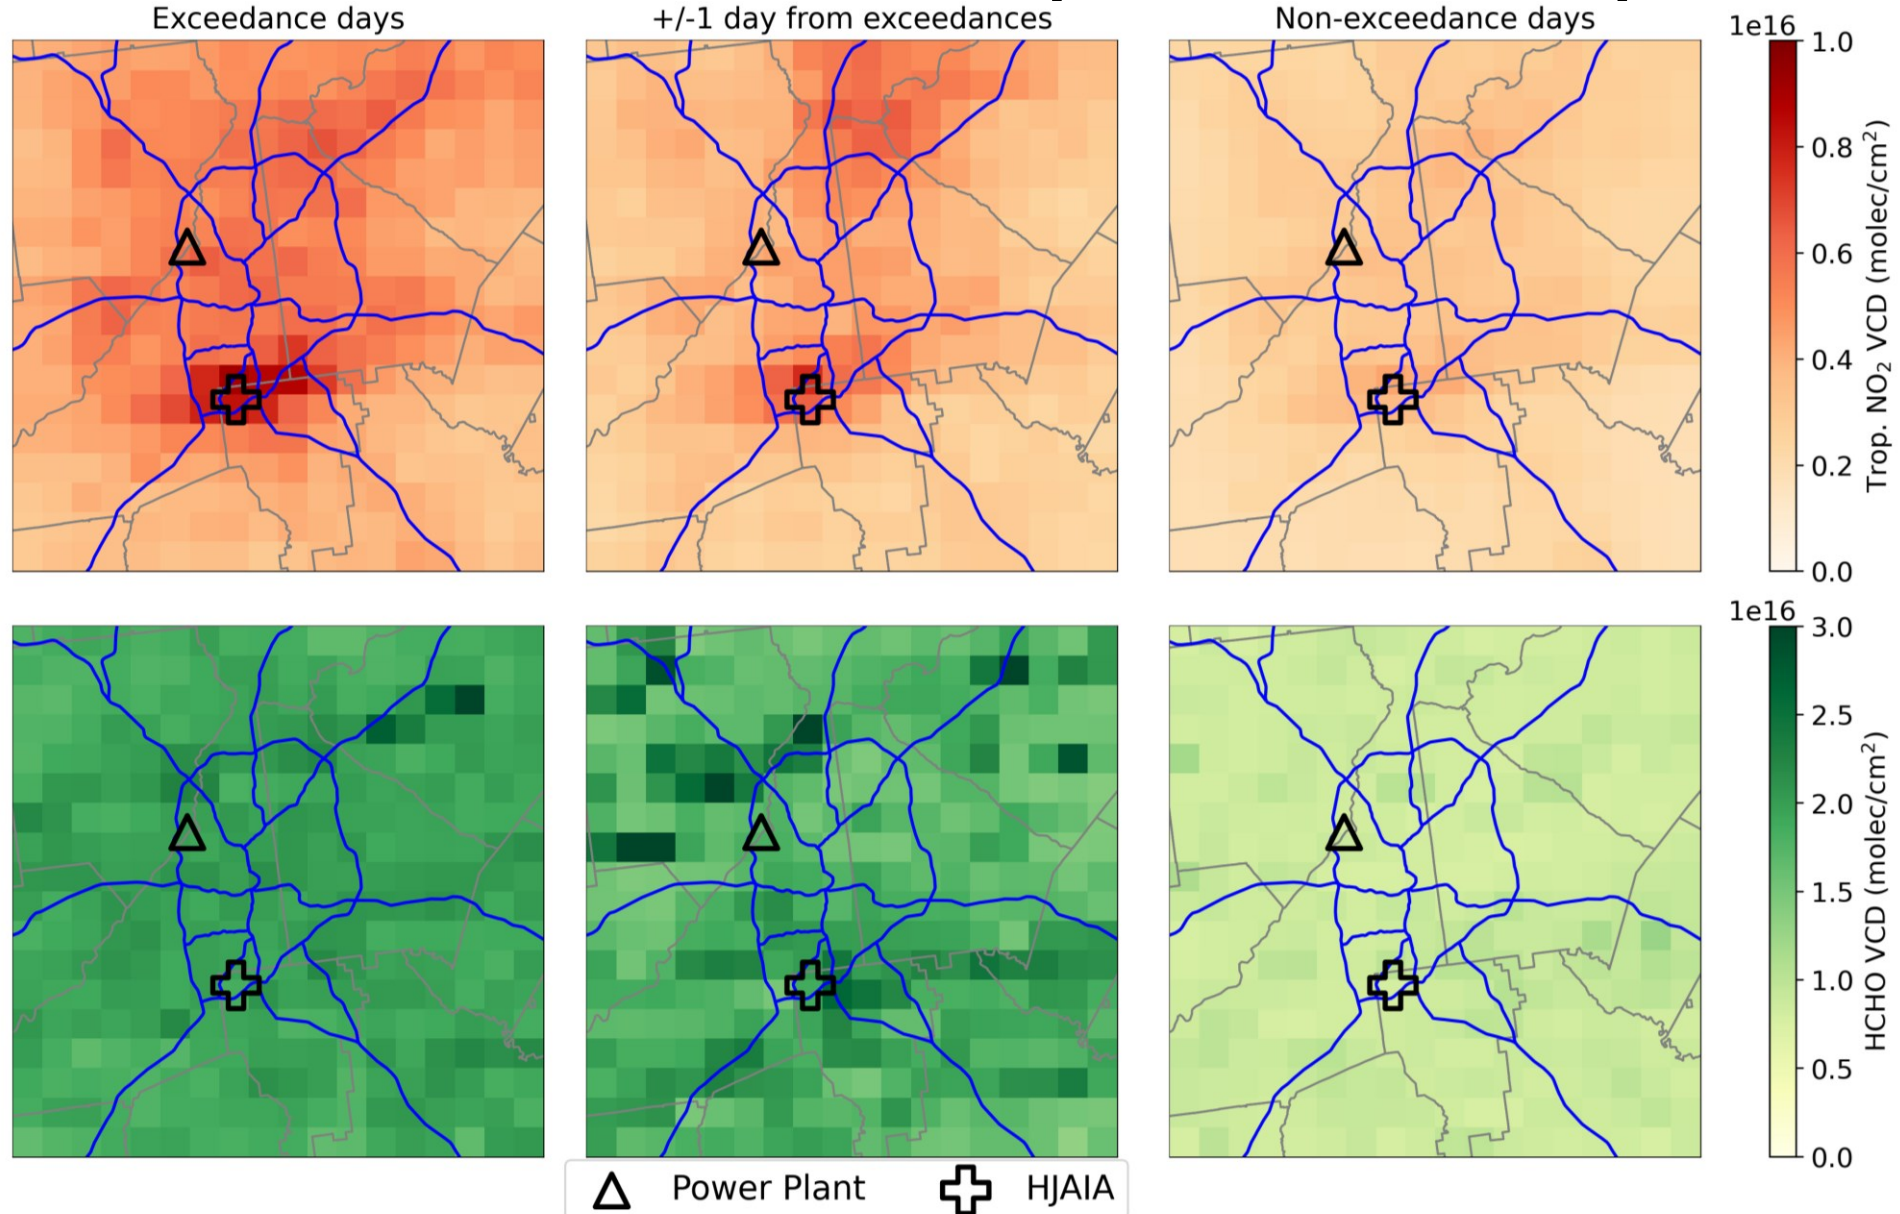 Exceedance days
+/-1 day from exceedances
Non-exceedance days
1e16
1.0
0.8
0.6
0.4
0.2
0.0
Trop. NO₂ VCD (molec/cm²)
1e16
3.0
2.5
2.0
1.5
1.0
0.5
0.0
HCHO VCD (molec/cm²)
Power Plant
HJAIA